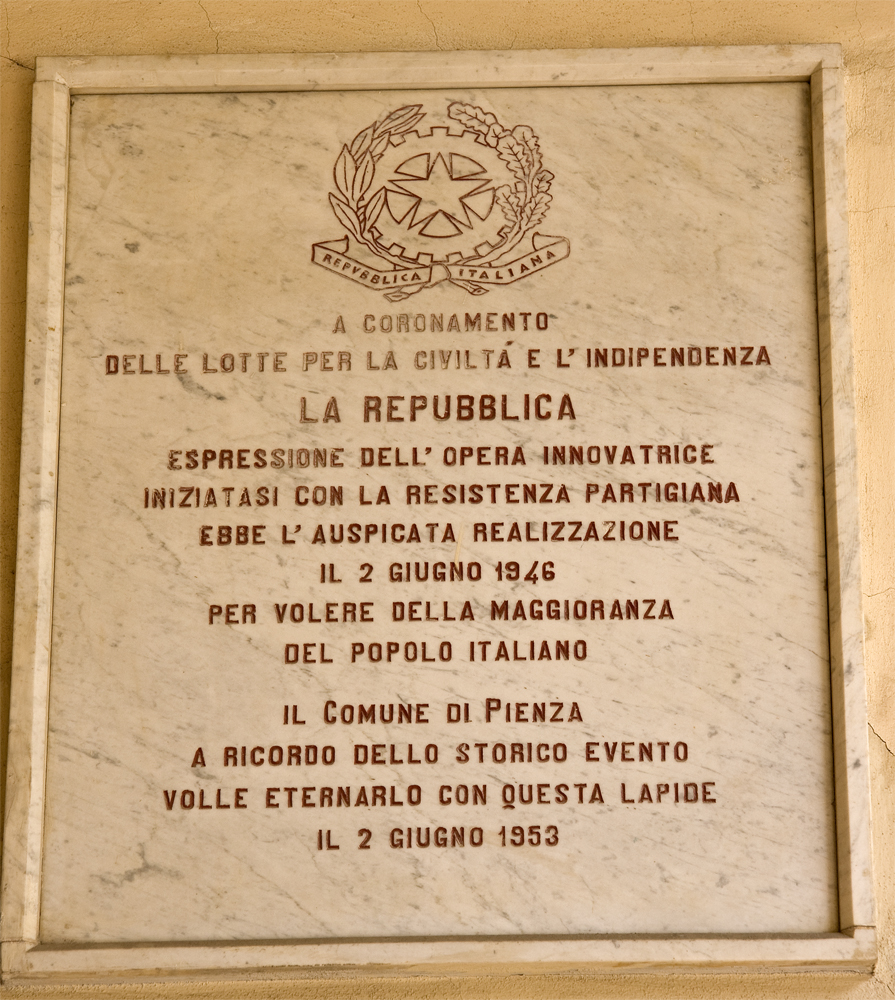 REPVBBLICA ITALIANA
A CORONAMENTO
DELLE LOTTE PER LA CIVILTÁ E L' INDIPENDENZA
LA REPUBBLICA
ESPRESSIONE DELL' OPERA INNOVATRICE
INIZIATASI CON LA RESISTENZA PARTIGIANA
EBBE L' AUSPICATA REALIZZAZIONE
IL 2 GIUGNO 1946
PER VOLERE DELLA MAGGIORANZA
DEL POPOLO ITALIANO
IL COMUNE DI PIENZA
A RICORDO DELLO STORICO EVENTO
VOLLE ETERNARLO CON QUESTA LAPIDE
IL 2 GIUGNO 1953